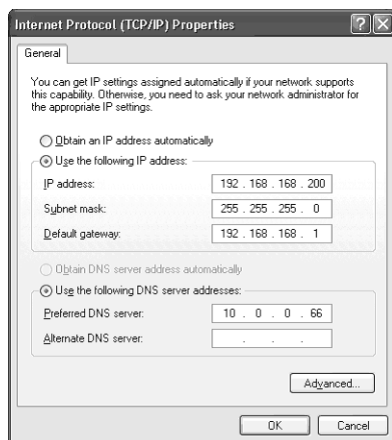 Internet Protocol (TCP/IP) Properties
General
You can get IP settings assigned automatically if your network supports
this capability. Otherwise, you need to ask your network administrator for
the appropriate IP settings.
Obtain an IP address automatically
Use the following IP address:
IP address: 192 . 168 . 168 . 200
Subnet mask: 255 . 255 . 255 . 0
Default gateway: 192 . 168 . 168 . 1
Obtain DNS server address automatically
Use the following DNS server addresses:
Preferred DNS server: 10 . 0 . 0 . 66
Alternate DNS server: . . .
Advanced...
OK Cancel